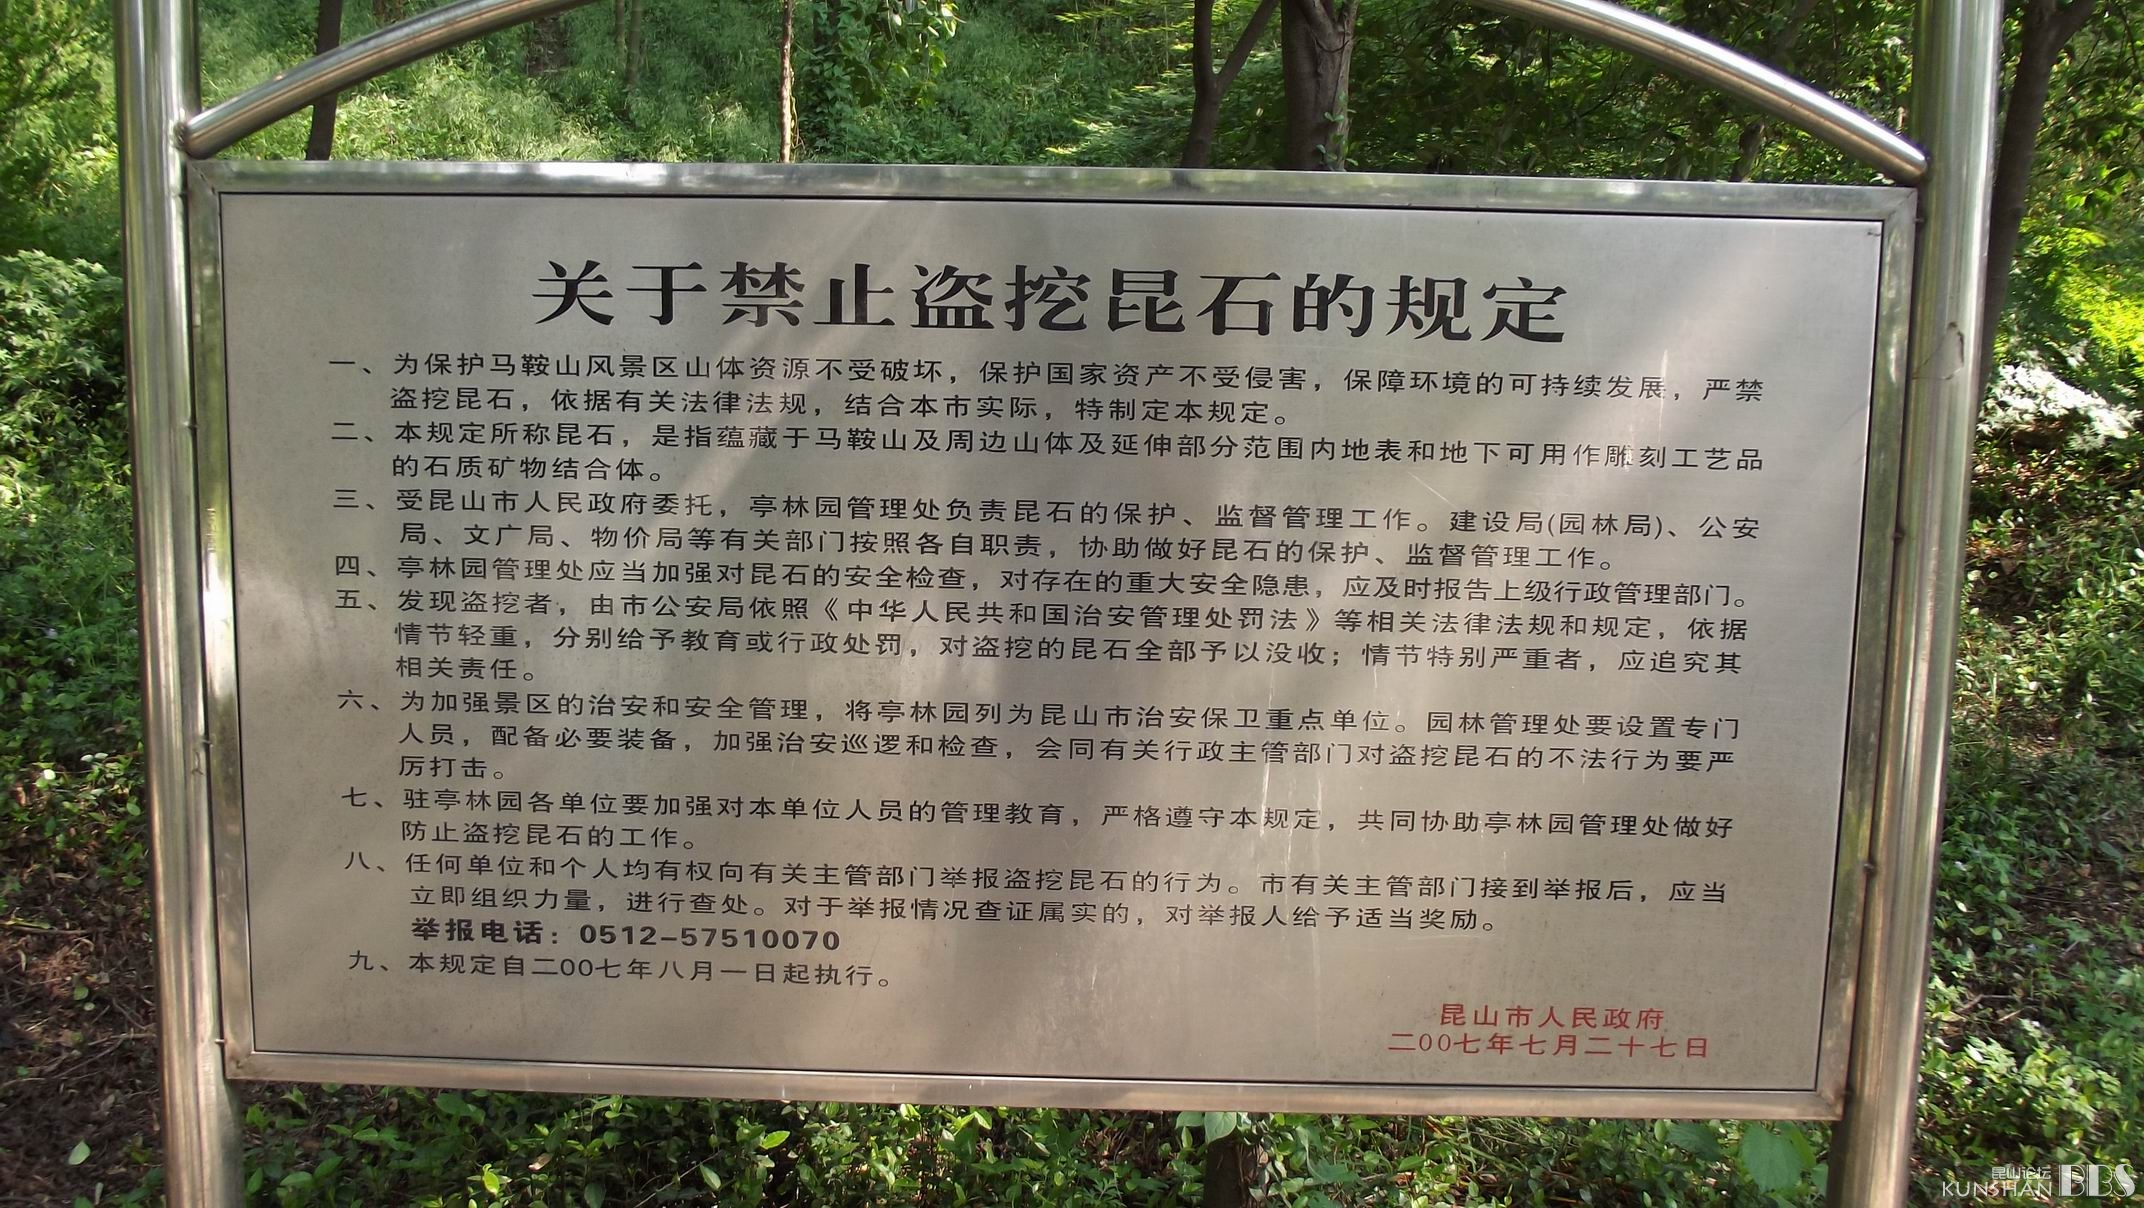 关于禁止盗挖昆石的规定
一、为保护马鞍山风景区山体资源不受破坏，保护国家资产不受侵害，保障环境的可持续发展，严禁
盗挖昆石，依据有关法律法规，结合本市实际，特制定本规定。
二、本规定所称昆石，是指蕴藏于马鞍山及周边山体及延伸部分范围内地表和地下可用作雕刻工艺品
的石质矿物结合体。
三、受昆山市人民政府委托，亭林园管理处负责昆石的保护、监督管理工作。建设局(园林局)、公安
局、文广局、物价局等有关部门按照各自职责，协助做好昆石的保护、监督管理工作。
四、亭林园管理处应当加强对昆石的安全检查，对存在的重大安全隐患，应及时报告上级行政管理部门。
五、发现盗挖者，由市公安局依照《中华人民共和国治安管理处罚法》等相关法律法规和规定，依据
情节轻重，分别给予教育或行政处罚，对盗挖的昆石全部予以没收；情节特别严重者，应追究其
相关责任。
六、为加强景区的治安和安全管理，将亭林园列为昆山市治安保卫重点单位。园林管理处要设置专门
人员，配备必要装备，加强治安巡逻和检查，会同有关行政主管部门对盗挖昆石的不法行为要严
厉打击。
七、驻亭林园各单位要加强对本单位人员的管理教育，严格遵守本规定，共同协助亭林园管理处做好
防止盗挖昆石的工作。
八、任何单位和个人均有权向有关主管部门举报盗挖昆石的行为。市有关主管部门接到举报后，应当
立即组织力量，进行查处。对于举报情况查证属实的，对举报人给予适当奖励。
举报电话：0512-57510070
九、本规定自二00七年八月一日起执行。
昆山市人民政府
二00七年七月二十七日
昆山论坛
KUNSHAN BBS